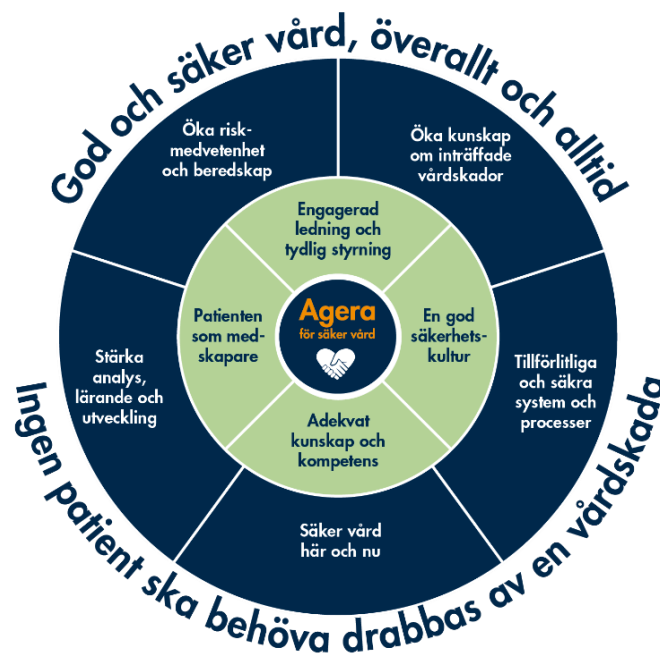 God och säker vård, överallt och alltid
Öka risk-
medvetenhet
och beredskap
Öka kunskap
om inträffade
vårdskador
Engagerad
ledning och
tydlig styrning
Patienten
som med-
skapare
Agera
för säker vård
En god
säkerhets-
kultur
Stärka
analys,
lärande och
utveckling
Tillförlitliga
och säkra
system och
processer
Adekvat
kunskap och
kompetens
Säker vård
här och nu
Ingen patient ska behöva drabbas av en vårdskada